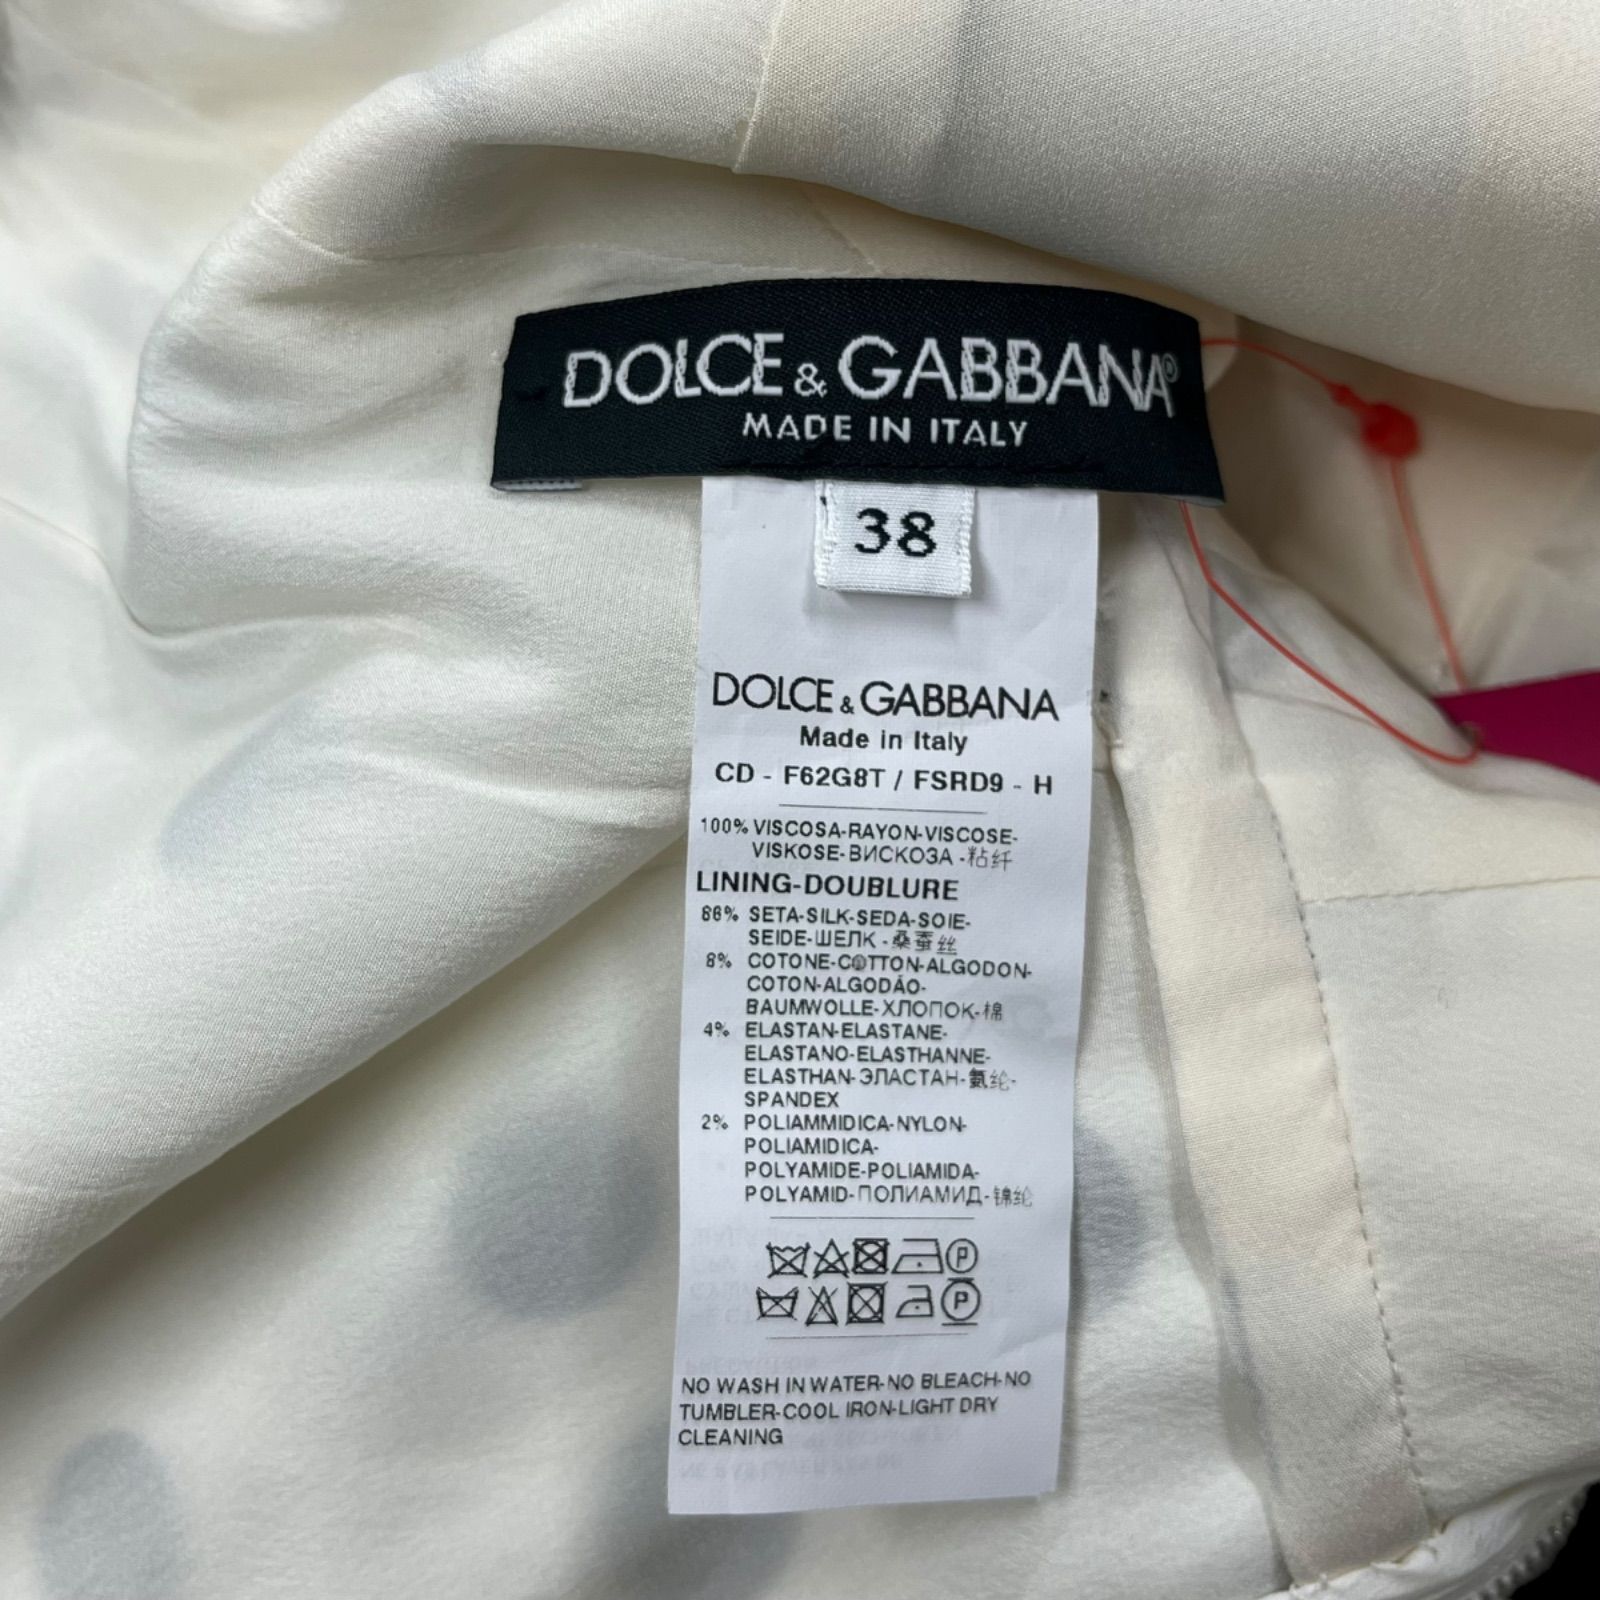 DOLCE & GABBANA®
MADE IN ITALY
38
DOLCE & GABBANA
Made in Italy
CD - F62G8T / FSRD9 - H
100% VISCOSA-RAYON-VISCOSE-
VISKOSE-ВИСКОЗА -粘纤
LINING-DOUBLURE
86% SETA-SILK-SEDA-SOIE-
SEIDE-ШЕЛК -桑蚕丝
8% COTONE-COTTON-ALGODON-
COTON-ALGODÃO-
BAUMWOLLE-ХЛОПОК-棉
4% ELASTAN-ELASTANE-
ELASTANO-ELASTHANNE-
ELASTHAN-ЭЛАСТАН-氨纶-
SPANDEX
2% POLIAMMIDICA-NYLON-
POLIAMIDICA-
POLYAMIDE-POLIAMIDA-
POLYAMID-ПОЛИАМИД-锦纶
P
P
NO WASH IN WATER-NO BLEACH-NO
TUMBLER-COOL IRON-LIGHT DRY
CLEANING